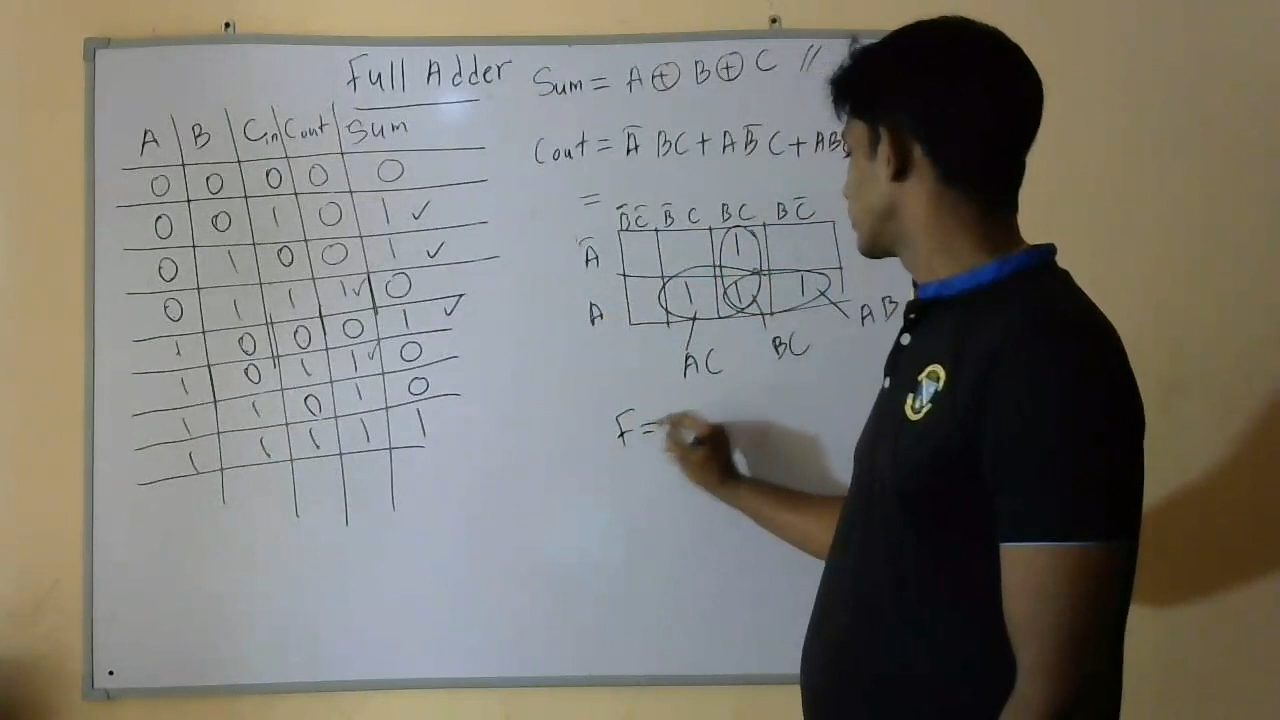 Full Adder
A B Cin Cout Sum
0 0 0 0 0
0 0 1 0 1 ✓
0 1 0 0 1 ✓
0 1 1 1✓ 0
1 0 0 0 1 ✓
1 0 1 1✓ 0
1 1 0 1 0
1 1 1 1 1
Sum = A ⊕ B ⊕ C //
Cout = A̅ BC + A B̅ C + AB
=
B̅C̅ B̅ C BC BC̅
A̅ 1
A 1 1 1
AC BC AB
F =